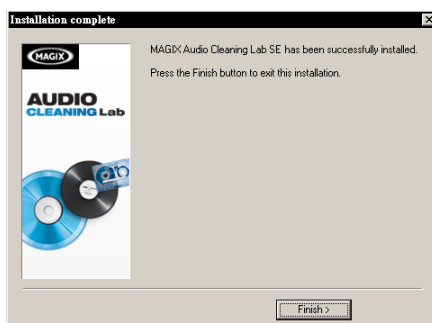 Installation complete
MAGIX
AUDIO
CLEANING Lab
MAGIX Audio Cleaning Lab SE has been successfully installed.
Press the Finish button to exit this installation.
Finish >